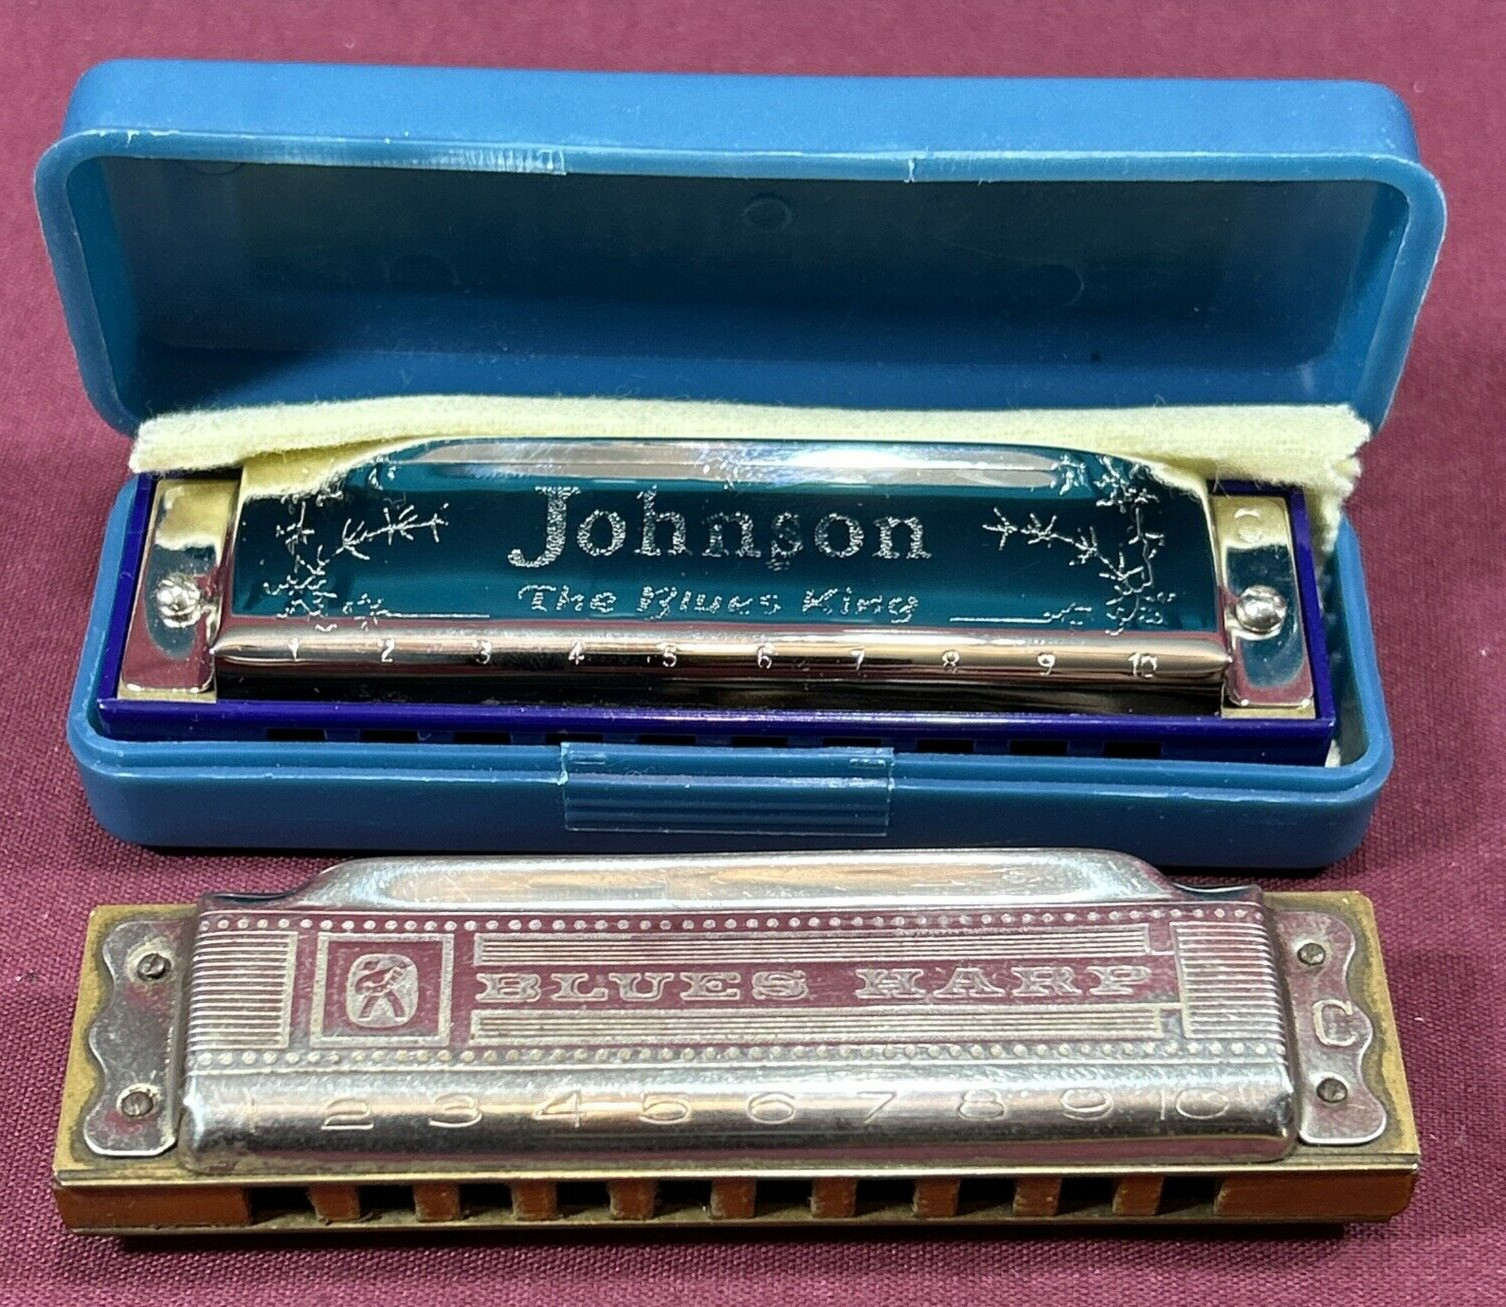 Johnson
C
The Blues King
1 2 3 4 5 6 7 8 9 10
BLUES HARP
C
1 2 3 4 5 6 7 8 9 10